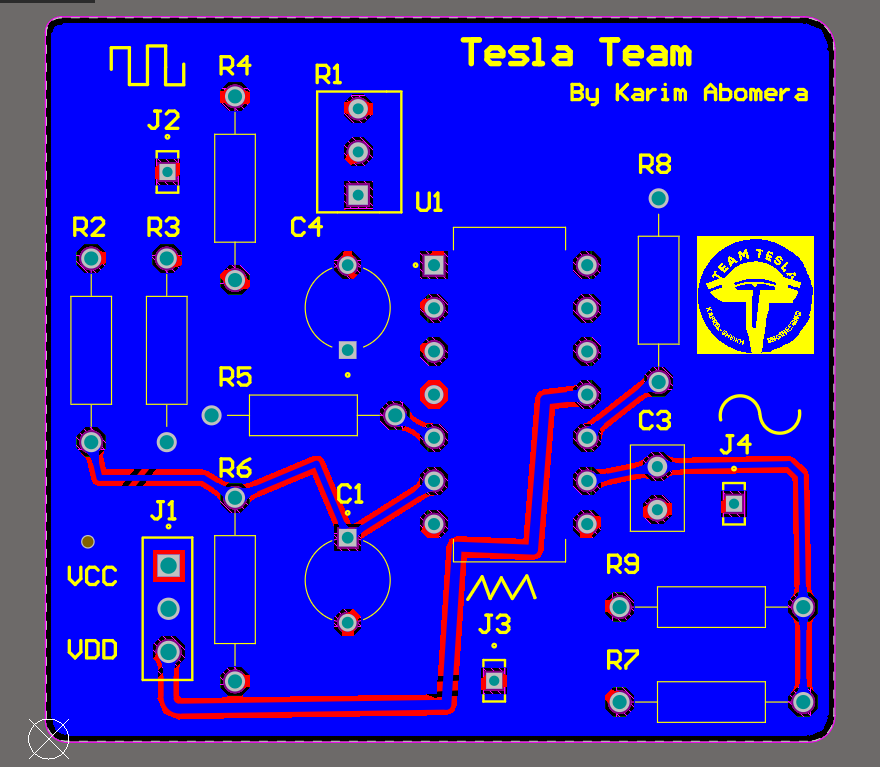 Tesla Team
By Karim Abomera
R4
R1
J2
R8
U1
R2
R3
C4
TEAM TESLA
R5
C3
J4
R6
C1
J1
VCC
R9
J3
VDD
R7